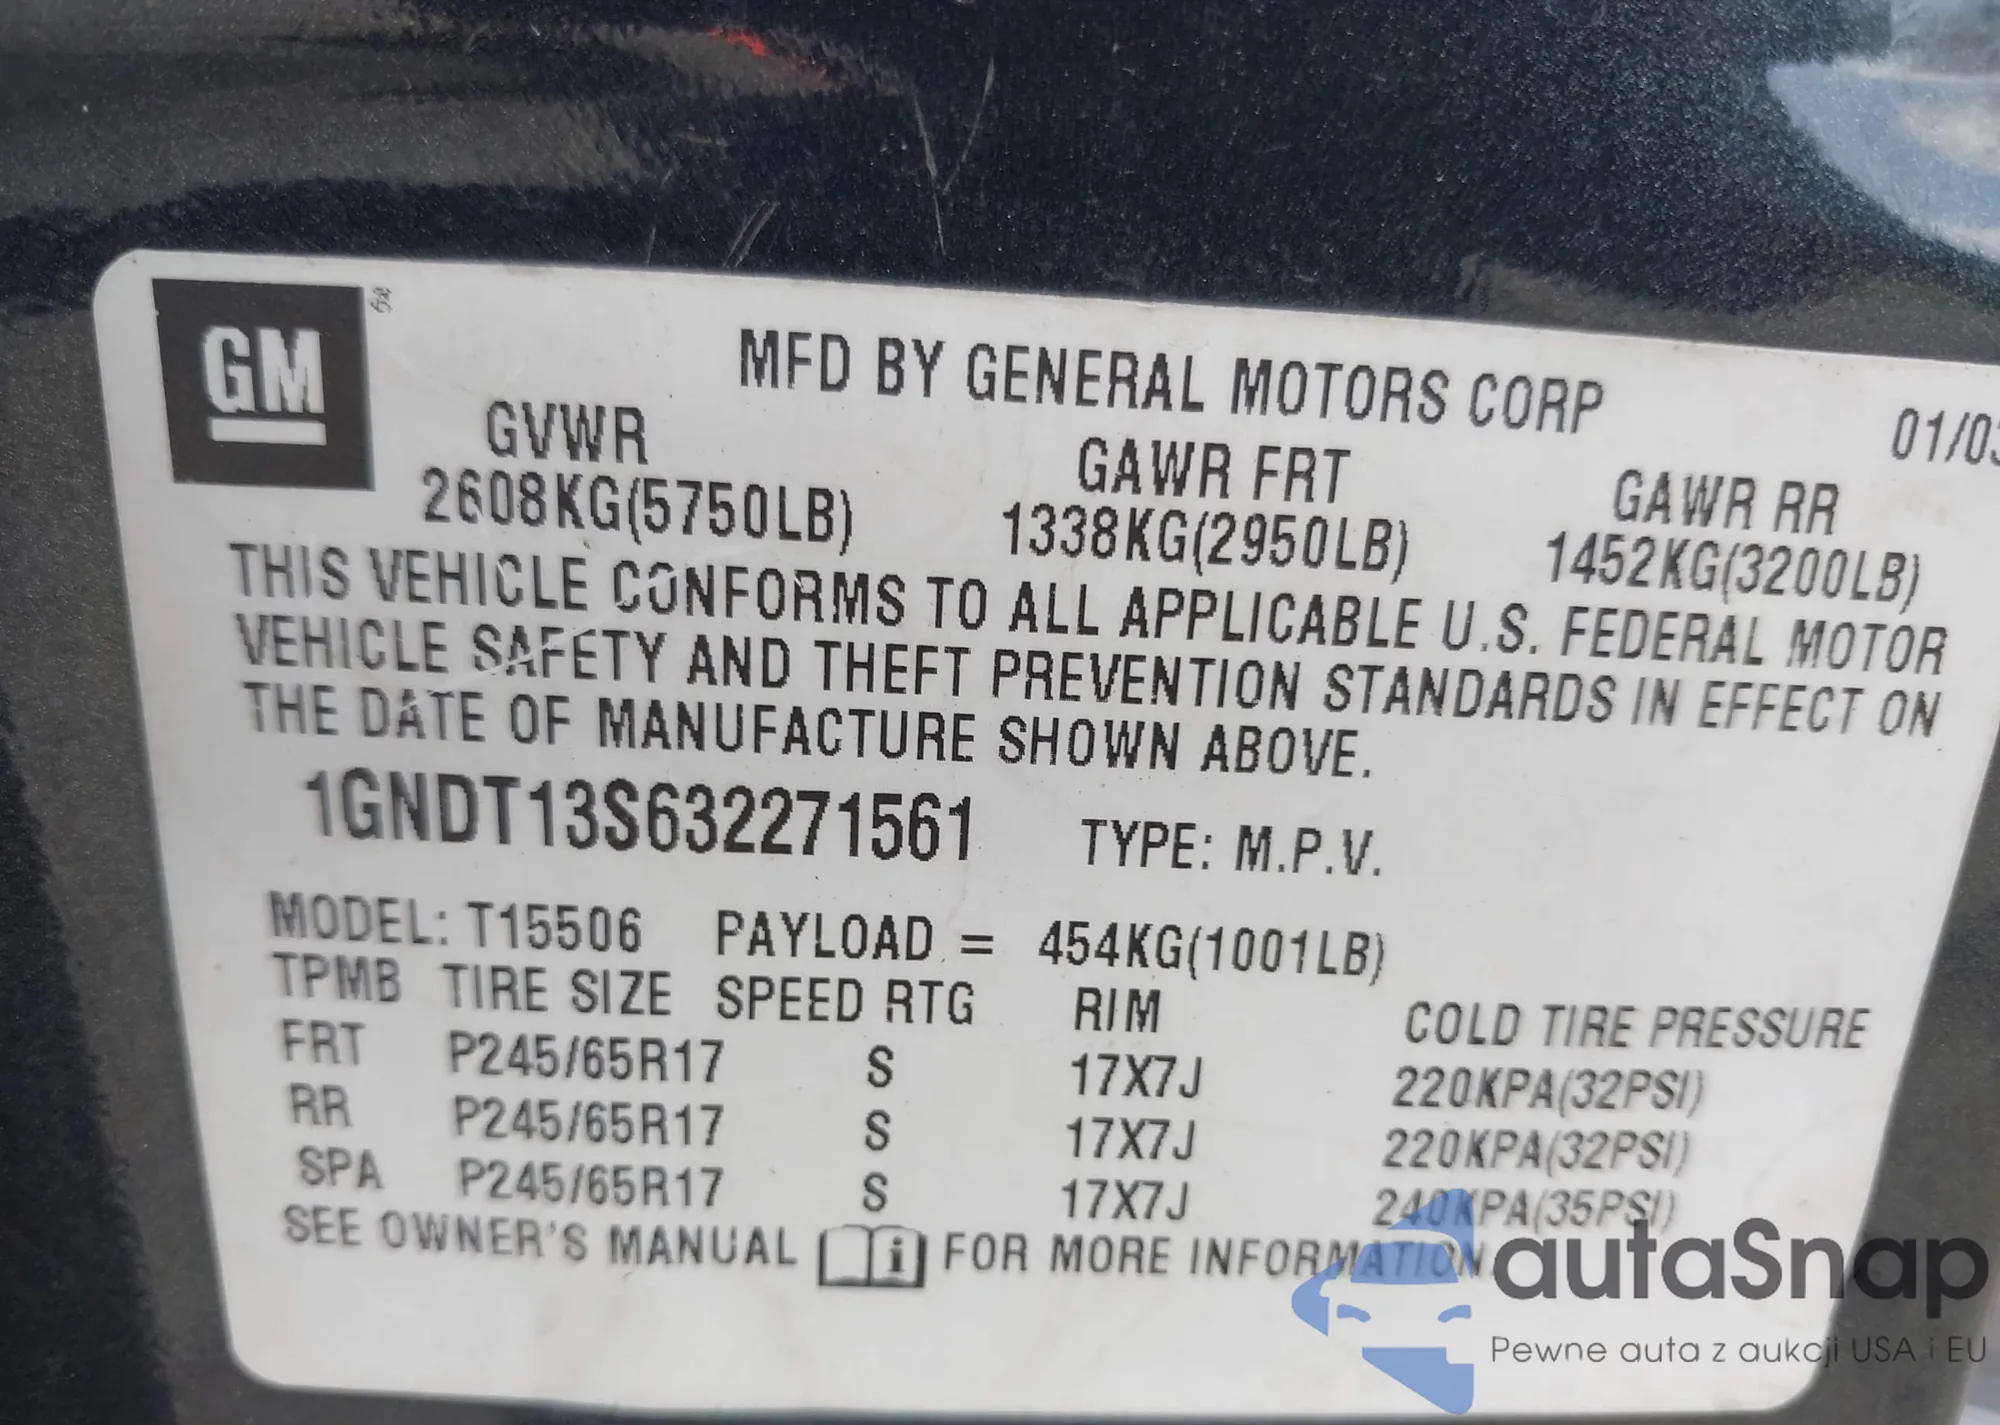 GM
MFD BY GENERAL MOTORS CORP
01/03
GVWR GAWR FRT GAWR RR
2608KG(5750LB) 1338KG(2950LB) 1452KG(3200LB)
THIS VEHICLE CONFORMS TO ALL APPLICABLE U.S. FEDERAL MOTOR
VEHICLE SAFETY AND THEFT PREVENTION STANDARDS IN EFFECT ON
THE DATE OF MANUFACTURE SHOWN ABOVE.
1GNDT13S632271561 TYPE: M.P.V.
MODEL: T15506 PAYLOAD = 454KG(1001LB)
TPMB TIRE SIZE SPEED RTG RIM COLD TIRE PRESSURE
FRT P245/65R17 S 17X7J 220KPA(32PSI)
RR P245/65R17 S 17X7J 220KPA(32PSI)
SPA P245/65R17 S 17X7J 240KPA(35PSI)
SEE OWNER'S MANUAL i FOR MORE INFORMATION.
autaSnap
Pewne auta z aukcji USA i EU